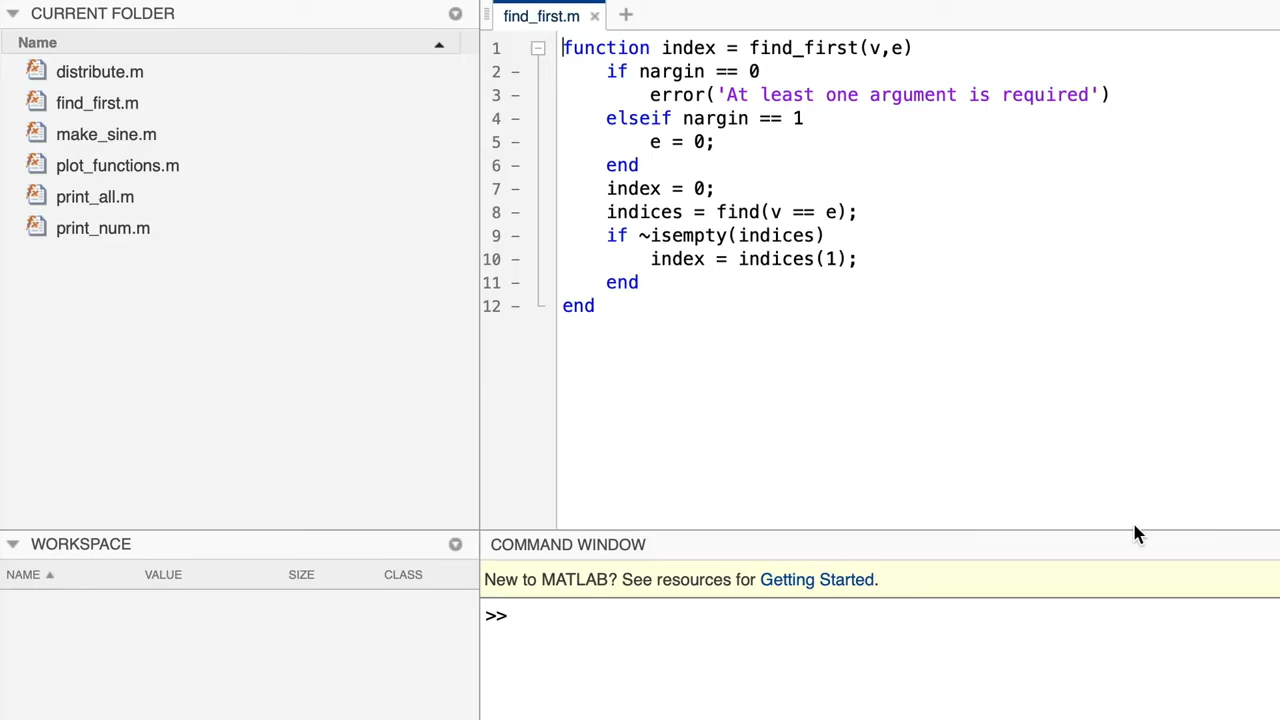 CURRENT FOLDER
Name
distribute.m
find_first.m
make_sine.m
plot_functions.m
print_all.m
print_num.m
find_first.m × +
1 function index = find_first(v,e)
2 – if nargin == 0
3 – error('At least one argument is required')
4 – elseif nargin == 1
5 – e = 0;
6 – end
7 – index = 0;
8 – indices = find(v == e);
9 – if ~isempty(indices)
10 – index = indices(1);
11 – end
12 – end
WORKSPACE
NAME VALUE SIZE CLASS
COMMAND WINDOW
New to MATLAB? See resources for Getting Started.
>>